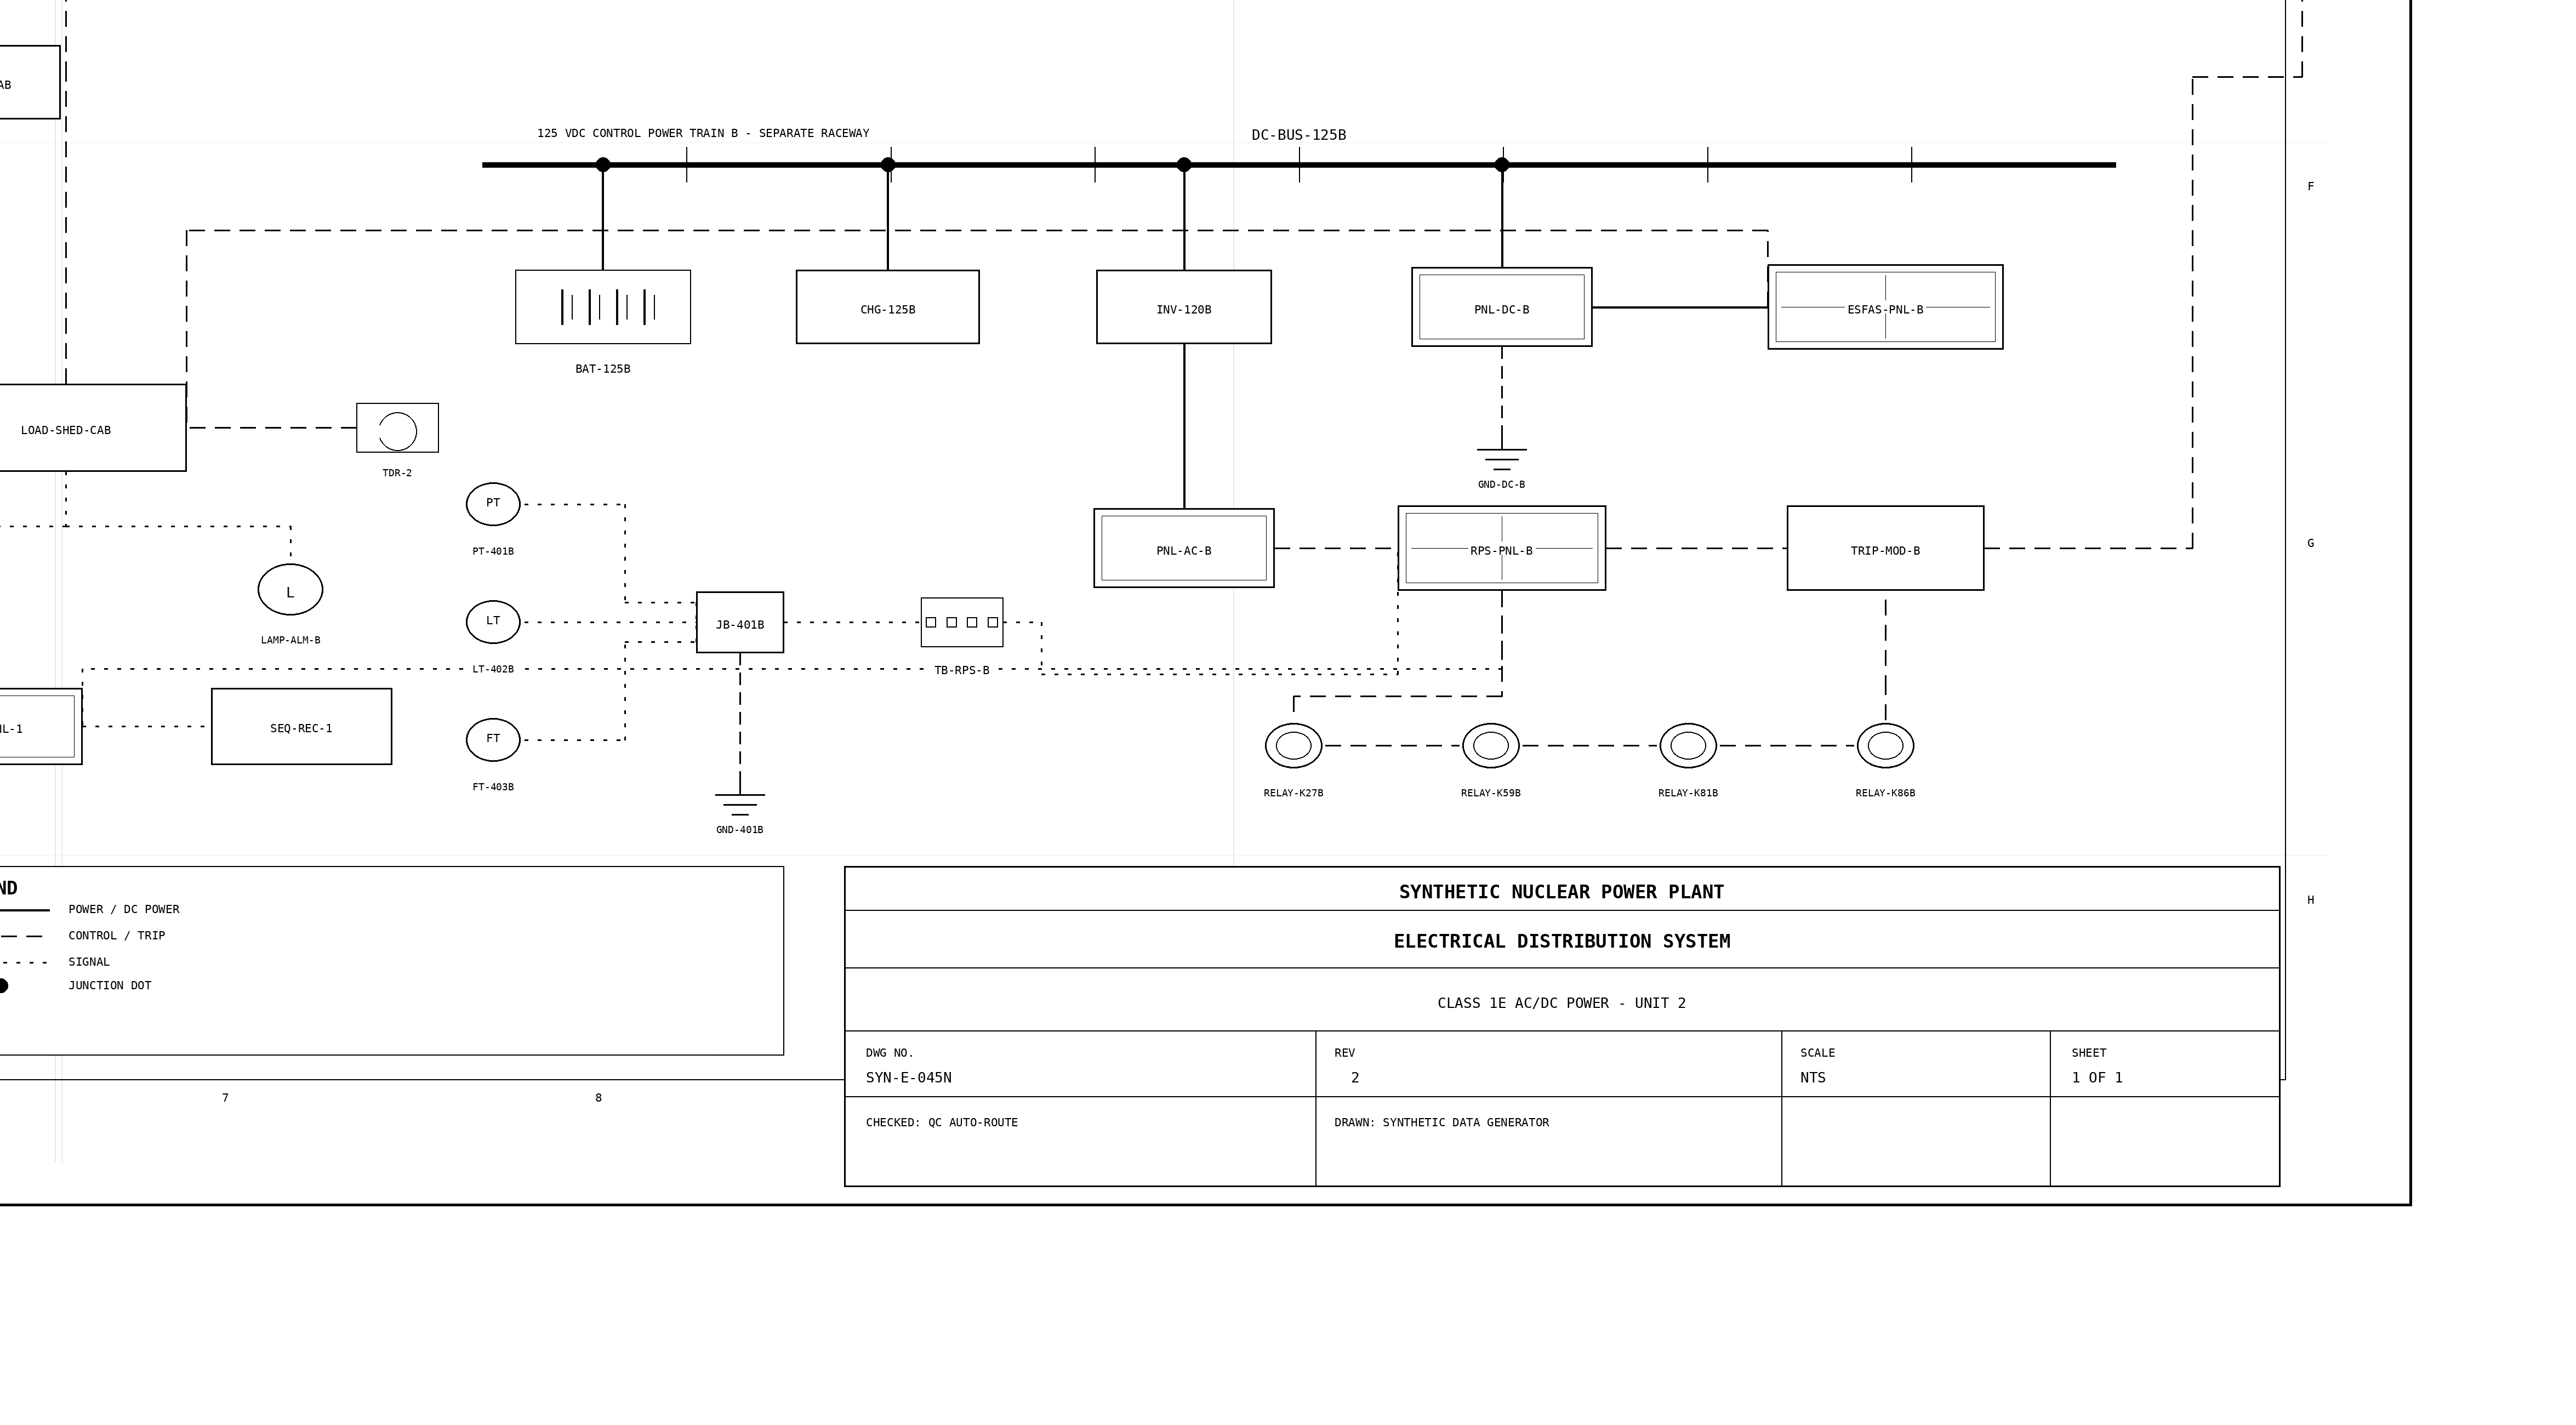 AB
125 VDC CONTROL POWER TRAIN B - SEPARATE RACEWAY
DC-BUS-125B
F
CHG-125B
INV-120B
PNL-DC-B
ESFAS-PNL-B
BAT-125B
LOAD-SHED-CAB
TDR-2
GND-DC-B
PT
PT-401B
G
PNL-AC-B
RPS-PNL-B
TRIP-MOD-B
L
LAMP-ALM-B
LT
LT-402B
JB-401B
TB-RPS-B
NL-1
SEQ-REC-1
FT
FT-403B
GND-401B
RELAY-K27B
RELAY-K59B
RELAY-K81B
RELAY-K86B
ND
POWER / DC POWER
CONTROL / TRIP
SIGNAL
JUNCTION DOT
7
8
H
SYNTHETIC NUCLEAR POWER PLANT
ELECTRICAL DISTRIBUTION SYSTEM
CLASS 1E AC/DC POWER - UNIT 2
DWG NO.
SYN-E-045N
REV
2
SCALE
NTS
SHEET
1 OF 1
CHECKED: QC AUTO-ROUTE
DRAWN: SYNTHETIC DATA GENERATOR